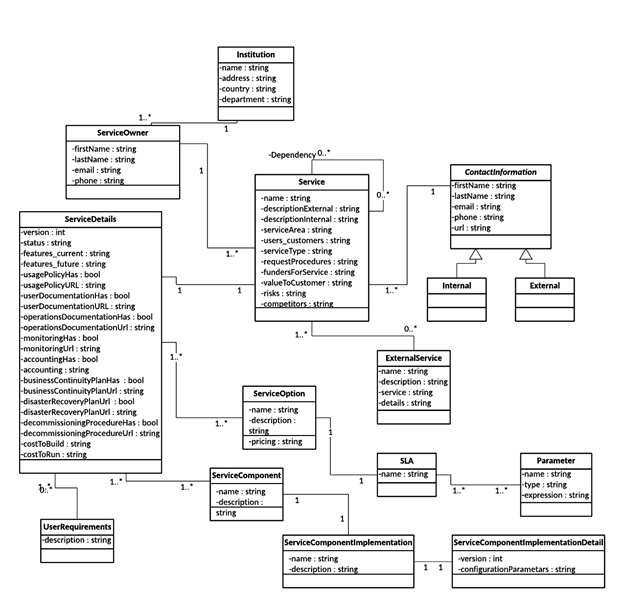 Institution
-name : string
-address : string
-country : string
-department : string
1..*
1
ServiceOwner
-firstName : string
-lastName : string
-email : string
-phone : string
1
1..*
-Dependency
0..*
0..*
Service
-name : string
-descriptionExternal : string
-descriptionInternal : string
-serviceArea : string
-users_customers : string
-serviceType : string
-requestProcedures : string
-fundersForService : string
-valueToCustomer : string
-risks : string
-competitors : string
ContactInformation
-firstName : string
-lastName : string
-email : string
-phone : string
-url : string
1
1..*
Internal
External
ServiceDetails
-version : int
-status : string
-features_current : string
-features_future : string
-usagePolicyHas : bool
-usagePolicyURL : string
-userDocumentationHas : bool
-userDocumentationURL : string
-operationsDocumentationHas : bool
-operationsDocumentationUrl : string
-monitoringHas : bool
-monitoringUrl : string
-accountingHas : bool
-accounting : string
-businessContinuityPlanHas : bool
-businessContinuityPlanUrl : string
-disasterRecoveryPlanUrl : bool
-disasterRecoveryPlanUrl : string
-decommissioningProcedureHas : bool
-decommissioningProcedureUrl : string
-costToBuild : string
-costToRun : string
1
1
1..*
0..*
ExternalService
-name : string
-description : string
-service : string
-details : string
1..*
1..*
ServiceOption
-name : string
-description :
string
-pricing : string
1
1
SLA
-name : string
1..*
1..*
Parameter
-name : string
-type : string
-expression : string
1..*
1..*
ServiceComponent
-name : string
-description :
string
1
1
1..*
0..*
UserRequirements
-description : string
ServiceComponentImplementation
-name : string
-description : string
1
1
ServiceComponentImplementationDetail
-version : int
-configurationParametars : string